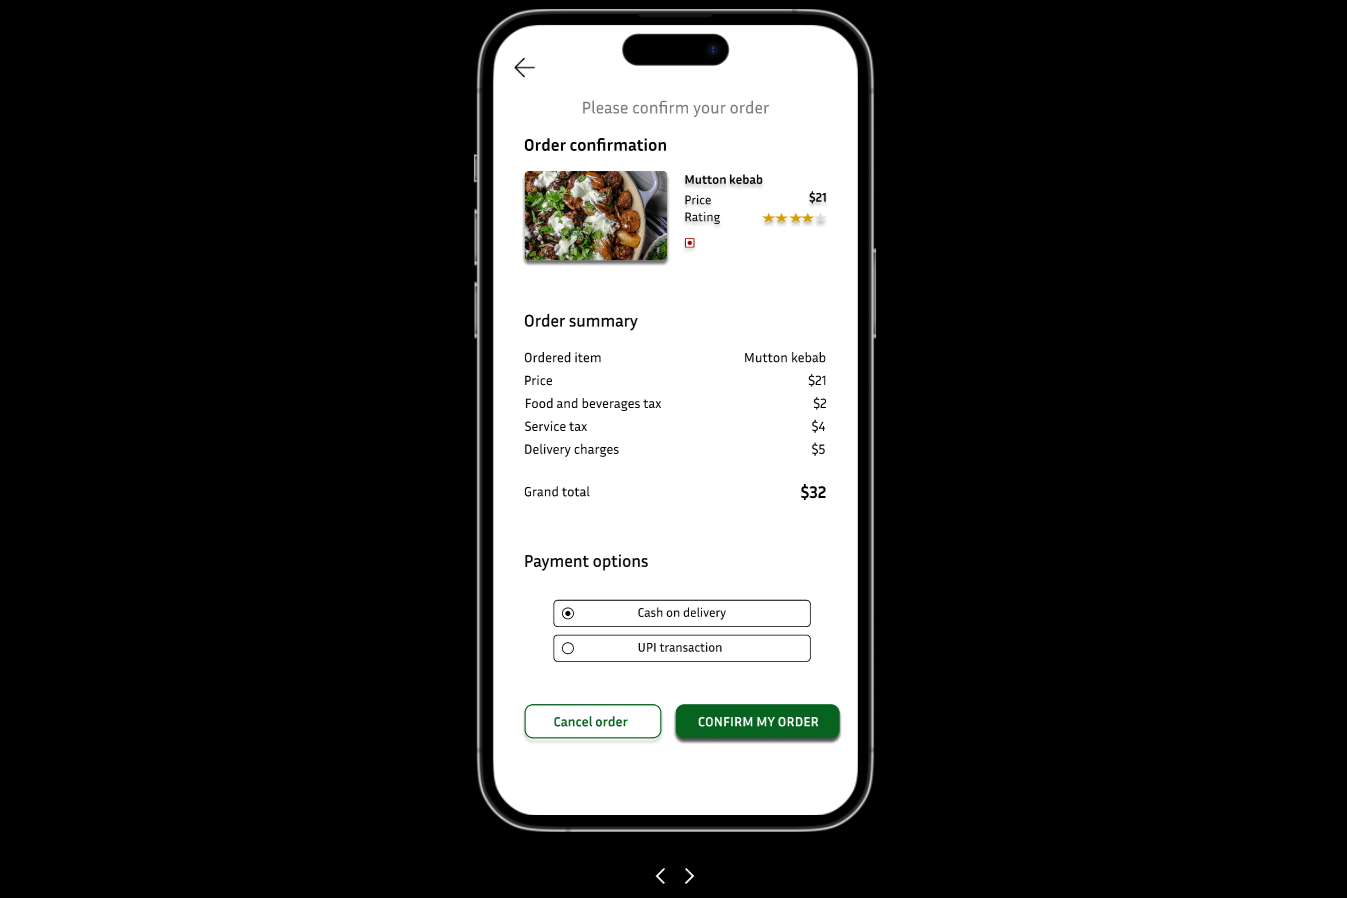 Please confirm your order
Order confirmation
Mutton kebab
Price $21
Rating
Order summary
Ordered item Mutton kebab
Price $21
Food and beverages tax $2
Service tax $4
Delivery charges $5
Grand total $32
Payment options
Cash on delivery
UPI transaction
Cancel order CONFIRM MY ORDER